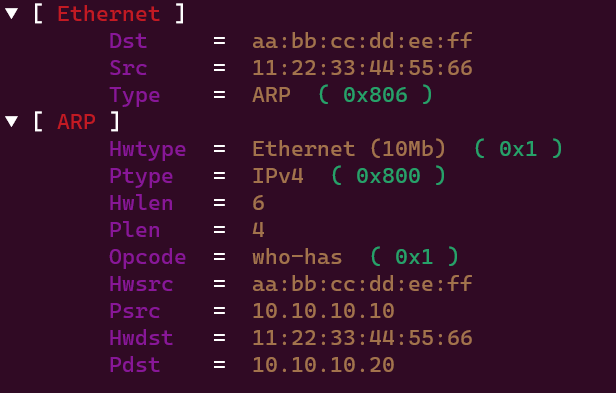 ▼ [ Ethernet ]
Dst = aa:bb:cc:dd:ee:ff
Src = 11:22:33:44:55:66
Type = ARP ( 0x806 )
▼ [ ARP ]
Hwtype = Ethernet (10Mb) ( 0x1 )
Ptype = IPv4 ( 0x800 )
Hwlen = 6
Plen = 4
Opcode = who-has ( 0x1 )
Hwsrc = aa:bb:cc:dd:ee:ff
Psrc = 10.10.10.10
Hwdst = 11:22:33:44:55:66
Pdst = 10.10.10.20